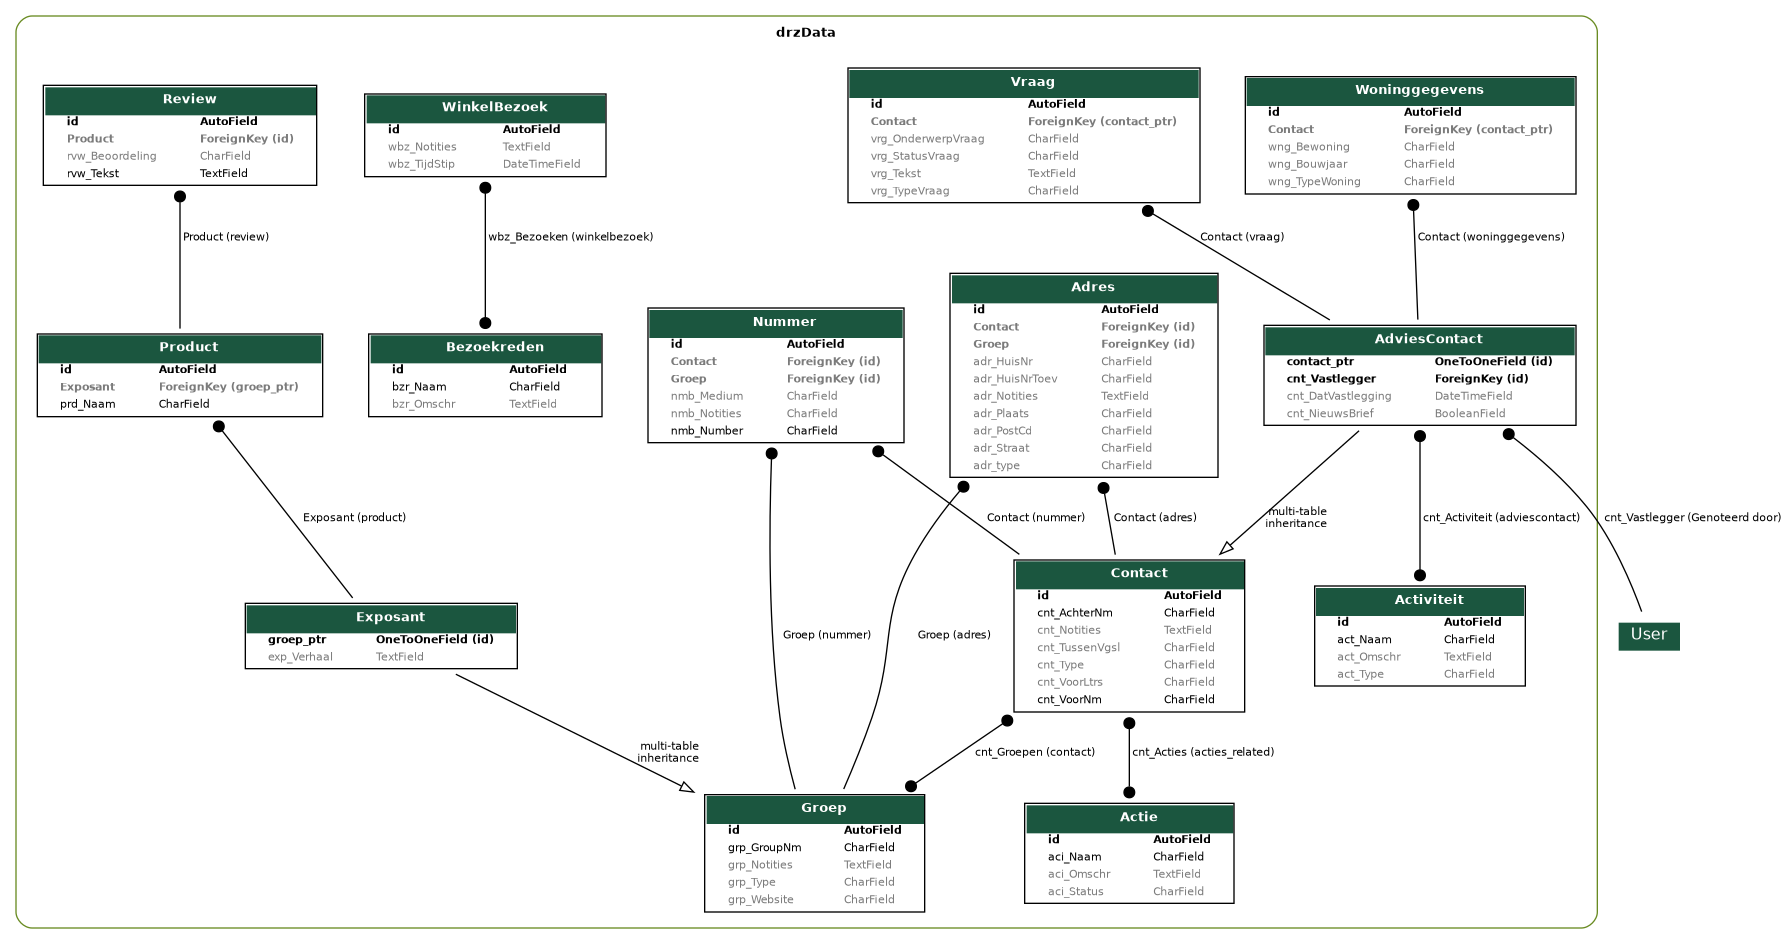 drzData
Review
id AutoField
Product ForeignKey (id)
rvw_Beoordeling CharField
rvw_Tekst TextField
WinkelBezoek
id AutoField
wbz_Notities TextField
wbz_TijdStip DateTimeField
Vraag
id AutoField
Contact ForeignKey (contact_ptr)
vrg_OnderwerpVraag CharField
vrg_StatusVraag CharField
vrg_Tekst TextField
vrg_TypeVraag CharField
Woninggegevens
id AutoField
Contact ForeignKey (contact_ptr)
wng_Bewoning CharField
wng_Bouwjaar CharField
wng_TypeWoning CharField
Product (review)
wbz_Bezoeken (winkelbezoek)
Contact (vraag)
Contact (woninggegevens)
Product
id AutoField
Exposant ForeignKey (groep_ptr)
prd_Naam CharField
Bezoekreden
id AutoField
bzr_Naam CharField
bzr_Omschr TextField
Nummer
id AutoField
Contact ForeignKey (id)
Groep ForeignKey (id)
nmb_Medium CharField
nmb_Notities CharField
nmb_Number CharField
Adres
id AutoField
Contact ForeignKey (id)
Groep ForeignKey (id)
adr_HuisNr CharField
adr_HuisNrToev CharField
adr_Notities TextField
adr_Plaats CharField
adr_PostCd CharField
adr_Straat CharField
adr_type CharField
AdviesContact
contact_ptr OneToOneField (id)
cnt_Vastlegger ForeignKey (id)
cnt_DatVastlegging DateTimeField
cnt_NieuwsBrief BooleanField
Exposant (product)
Contact (nummer)
Contact (adres)
multi-table
inheritance
cnt_Activiteit (adviescontact)
cnt_Vastlegger (Genoteerd door)
Exposant
groep_ptr OneToOneField (id)
exp_Verhaal TextField
Groep (nummer)
Groep (adres)
Contact
id AutoField
cnt_AchterNm CharField
cnt_Notities TextField
cnt_TussenVgsl CharField
cnt_Type CharField
cnt_VoorLtrs CharField
cnt_VoorNm CharField
Activiteit
id AutoField
act_Naam CharField
act_Omschr TextField
act_Type CharField
User
multi-table
inheritance
cnt_Groepen (contact)
cnt_Acties (acties_related)
Groep
id AutoField
grp_GroupNm CharField
grp_Notities TextField
grp_Type CharField
grp_Website CharField
Actie
id AutoField
aci_Naam CharField
aci_Omschr TextField
aci_Status CharField